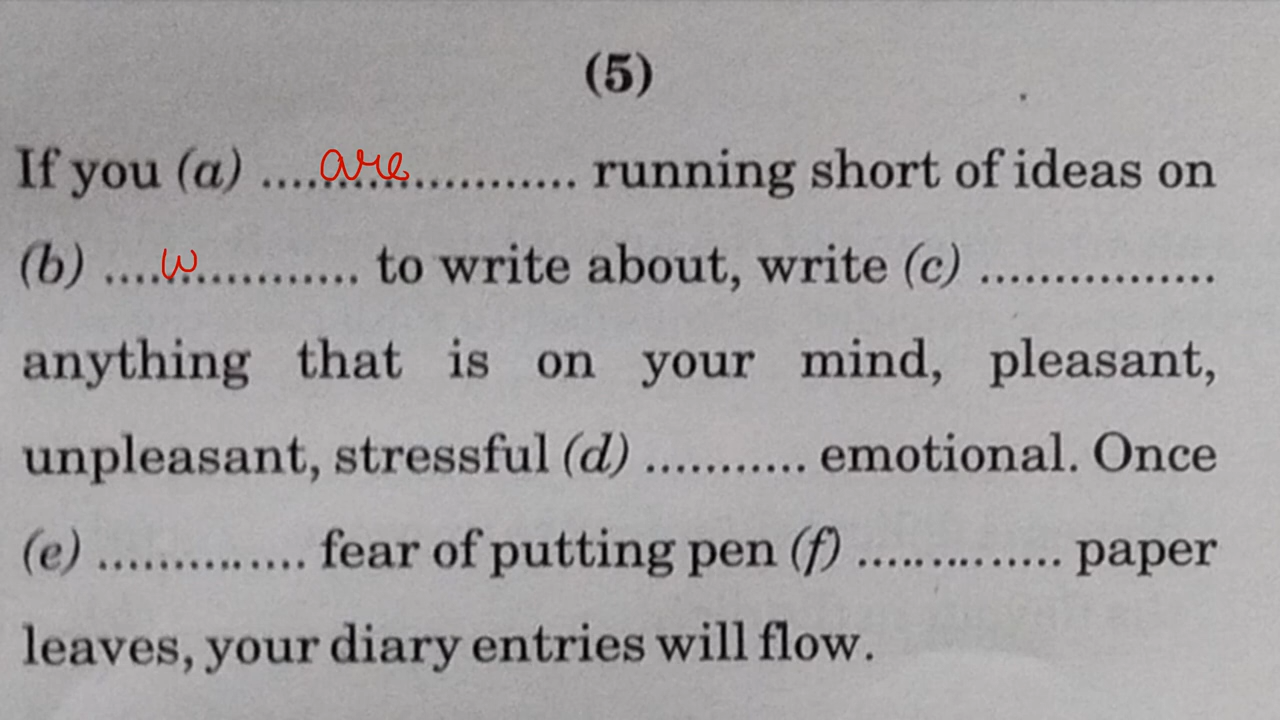 (5)
If you (a) ....are.................. running short of ideas on
(b) ....w............ to write about, write (c) ................
anything that is on your mind, pleasant,
unpleasant, stressful (d) ........... emotional. Once
(e) .............. fear of putting pen (f) .............. paper
leaves, your diary entries will flow.